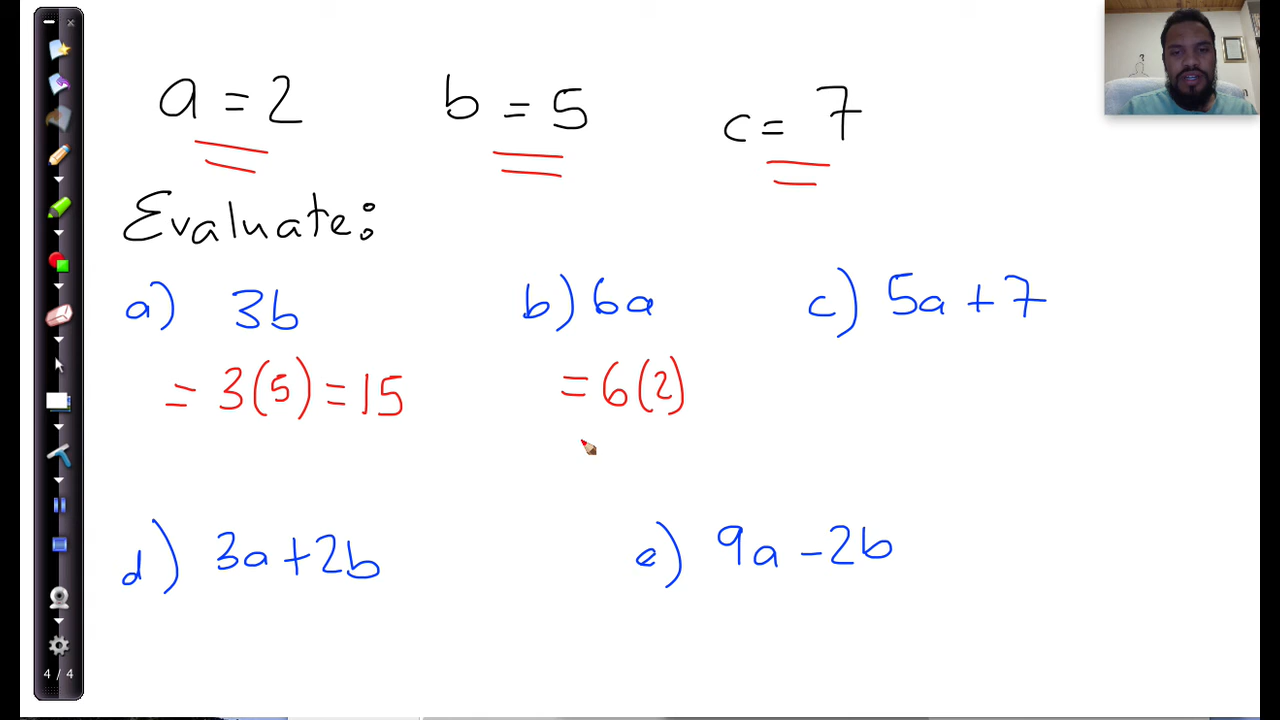 a = 2 b = 5 c = 7
Evaluate:
a) 3b b) 6a c) 5a + 7
= 3(5) = 15 = 6(2)
d) 3a + 2b e) 9a - 2b
4 / 4